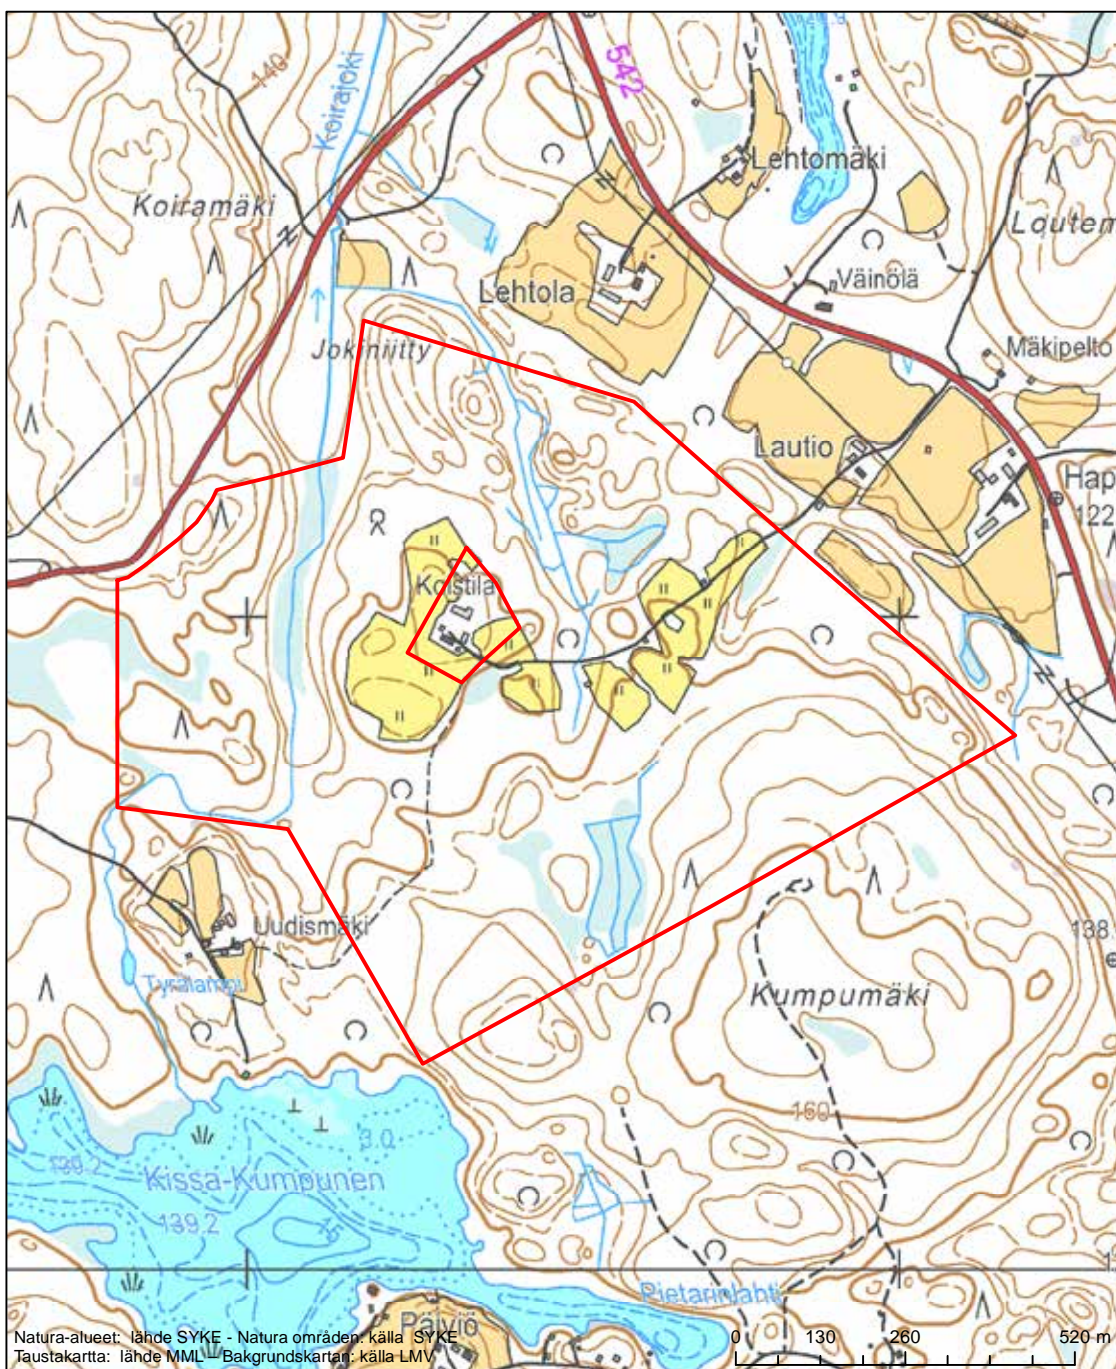 140
Koirajoki
542
Lehtomäki
Koiramäki
Lehtola
Väinölä
Jokiniitty
Mäkipelto
Lautio
Hap
122
R
Koistila
Uudismäki
138.
Tyrälampi
Kumpumäki
160
3.0
139.2
Kissa-Kumpunen
139.2
Pietarinlahti
Päiviö
Natura-alueet: lähde SYKE - Natura områden: källa SYKE
Taustakartta: lähde MML – Bakgrundskartan: källa LMV
0 130 260 520 m